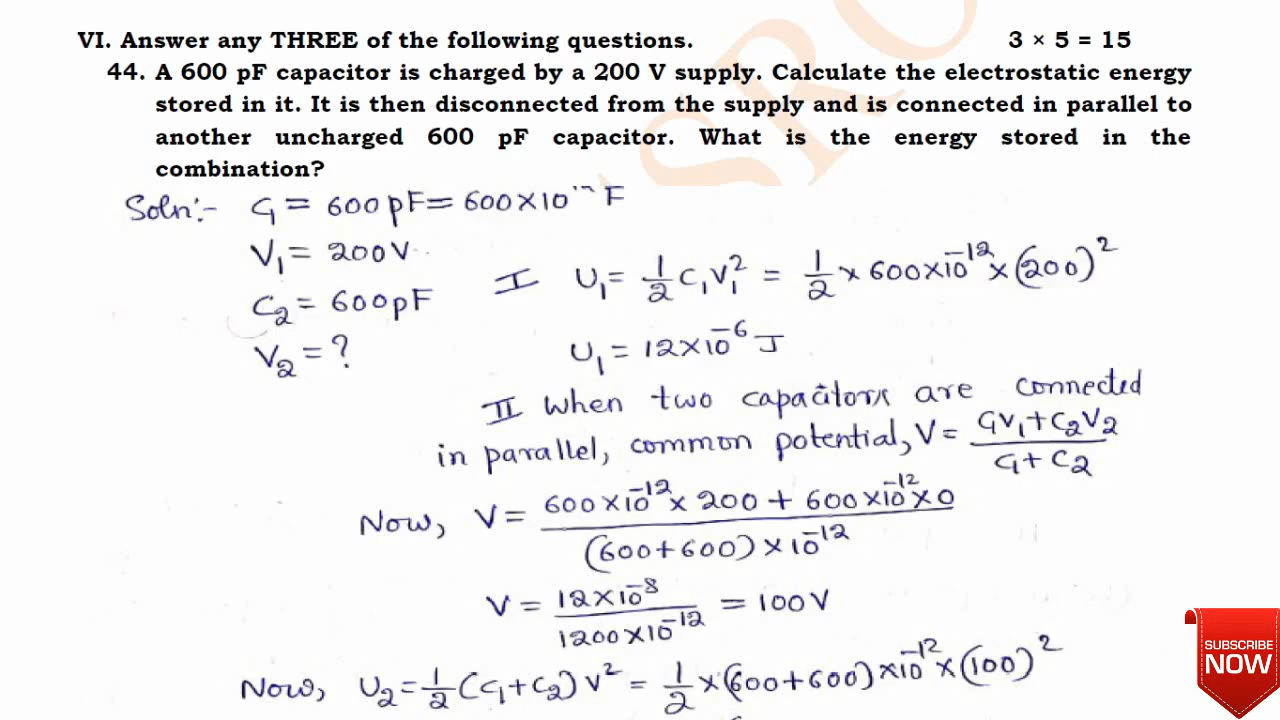 VI. Answer any THREE of the following questions. 3 × 5 = 15
44. A 600 pF capacitor is charged by a 200 V supply. Calculate the electrostatic energy
stored in it. It is then disconnected from the supply and is connected in parallel to
another uncharged 600 pF capacitor. What is the energy stored in the
combination?
Soln:- C₁ = 600 pF = 600×10 F
V₁ = 200V
I U₁ = 1/2 C₁V₁² = 1/2 × 600×10⁻¹² × (200)²
C₂ = 600pF
V₂ = ?
U₁ = 12×10⁻⁶ J
II When two capacitors are connected
in parallel, common potential, V = C₁V₁+C₂V₂ / C₁+C₂
Now, V = 600×10⁻¹² × 200 + 600×10⁻¹² × 0 / (600+600)×10⁻¹²
V = 12×10⁻⁸ / 1200×10⁻¹² = 100V
Now, U₂ = 1/2 (C₁+C₂) V² = 1/2 × (600+600) ×10⁻¹² × (100)²
SUBSCRIBE
NOW